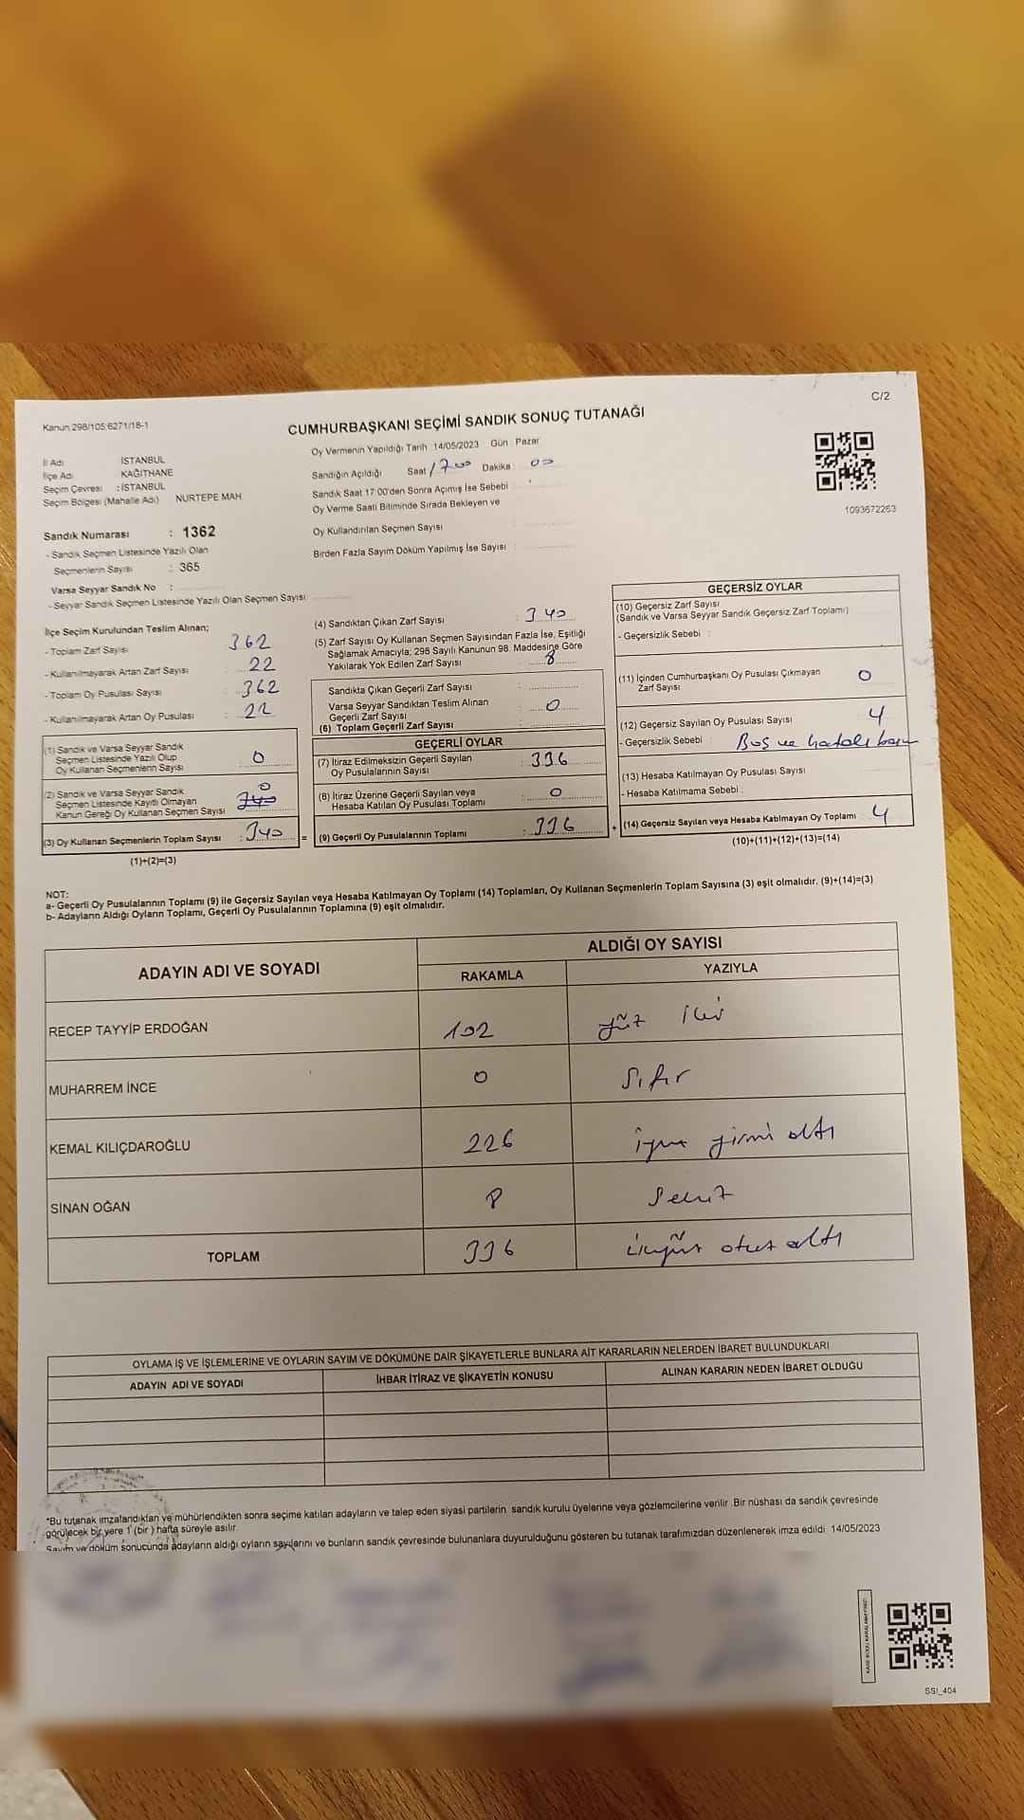 C/2
Kanun 298/105 6271/18-1
CUMHURBAŞKANI SEÇİMİ SANDIK SONUÇ TUTANAĞI
Oy Vermenin Yapıldığı Tarih 14/05/2023 Gün : Pazar
İl Adı İSTANBUL
İlçe Adı KAĞITHANE
Seçim Çevresi : İSTANBUL
Seçim Bölgesi (Mahalle Adı) NURTEPE MAH
Sandığın Açıldığı Saat 1700 Dakika : 00
Sandık Saat 17:00'den Sonra Açımış İse Sebebi
Oy Verme Saati Bitiminde Sırada Bekleyen ve
Oy Kullandırılan Seçmen Sayısı
Birden Fazla Sayım Döküm Yapılmış İse Sayısı :
1093672263
Sandık Numarası : 1362
- Sandık Seçmen Listesinde Yazılı Olan
Seçmenlerin Sayısı : 365
Varsa Seyyar Sandık No :
- Seyyar Sandık Seçmen Listesinde Yazılı Olan Seçmen Sayısı
İlçe Seçim Kurulundan Teslim Alınan;
- Toplam Zarf Sayısı 362
- Kullanılmayarak Artan Zarf Sayısı 22
- Toplam Oy Pusulası Sayısı 362
- Kullanılmayarak Artan Oy Pusulası 22
(1) Sandık ve Varsa Seyyar Sandık
Seçmen Listesinde Yazılı Olup
Oy Kullanan Seçmenlerin Sayısı 0
(2) Sandık ve Varsa Seyyar Sandık 0
Seçmen Listesinde Kayıtlı Olmayan
Kanun Gereği Oy Kullanan Seçmen Sayısı 340
(3) Oy Kullanan Seçmenlerin Toplam Sayısı : 340 =
(1)+(2)=(3)
(4) Sandıktan Çıkan Zarf Sayısı : 340
(5) Zarf Sayısı Oy Kullanan Seçmen Sayısından Fazla İse, Eşitliği
Sağlamak Amacıyla; 298 Sayılı Kanunun 98. Maddesine Göre
Yakılarak Yok Edilen Zarf Sayısı : 8
Sandıkta Çıkan Geçerli Zarf Sayısı :
Varsa Seyyar Sandıktan Teslim Alınan
Geçerli Zarf Sayısı : 0
(6) Toplam Geçerli Zarf Sayısı :
GEÇERLİ OYLAR
(7) İtiraz Edilmeksizin Geçerli Sayılan
Oy Pusulasının Sayısı : 336
(8) İtiraz Üzerine Geçerli Sayılan veya
Hesaba Katılan Oy Pusulası Toplamı : 0
(9) Geçerli Oy Pusulalarının Toplamı : 336 +
GEÇERSİZ OYLAR
(10) Geçersiz Zarf Sayısı
(Sandık ve Varsa Seyyar Sandık Geçersiz Zarf Toplamı)
- Geçersizlik Sebebi :
(11) İçinden Cumhurbaşkanı Oy Pusulası Çıkmayan
Zarf Sayısı 0
(12) Geçersiz Sayılan Oy Pusulası Sayısı 4
- Geçersizlik Sebebi : Boş ve hatalı
(13) Hesaba Katılmayan Oy Pusulası Sayısı
- Hesaba Katılmama Sebebi :
(14) Geçersiz Sayılan veya Hesaba Katılmayan Oy Toplamı 4
(10)+(11)+(12)+(13)=(14)
NOT:
a- Geçerli Oy Pusulalarının Toplamı (9) ile Geçersiz Sayılan veya Hesaba Katılmayan Oy Toplamı (14) Toplamları, Oy Kullanan Seçmenlerin Toplam Sayısına (3) eşit olmalıdır. (9)+(14)=(3)
b- Adayların Aldığı Oyların Toplamı, Geçerli Oy Pusulalarının Toplamına (9) eşit olmalıdır.
ADAYIN ADI VE SOYADI ALDIĞI OY SAYISI
RAKAMLA YAZIYLA
RECEP TAYYİP ERDOĞAN 102 yüz iki
MUHARREM İNCE 0 Sıfır
KEMAL KILIÇDAROĞLU 226 yirmi altı
SİNAN OĞAN 8 Sekiz
TOPLAM 336 otuz altı
OYLAMA İŞ VE İŞLEMLERİNE VE OYLARIN SAYIM VE DÖKÜMÜNE DAİR ŞİKAYETLERLE BUNLARA AİT KARARLARIN NELERDEN İBARET BULUNDUKLARI
ADAYIN ADI VE SOYADI İHBAR İTİRAZ VE ŞİKAYETİN KONUSU ALINAN KARARIN NEDEN İBARET OLDUĞU
*Bu tutanak imzalandıktan ve mühürlendikten sonra seçime katılan adayların ve talep eden siyasi partilerin sandık kurulu üyelerine veya gözlemcilerine verilir. Bir nüshası da sandık çevresinde
görülecek bir yere 1 (bir) hafta süreyle asılır.
Sayım ve döküm sonucunda adayların aldığı oyların sayılarını ve bunların sandık çevresinde bulunanlara duyurulduğunu gösteren bu tutanak tarafımızdan düzenlenerek imza edildi 14/05/2023
SSI_404